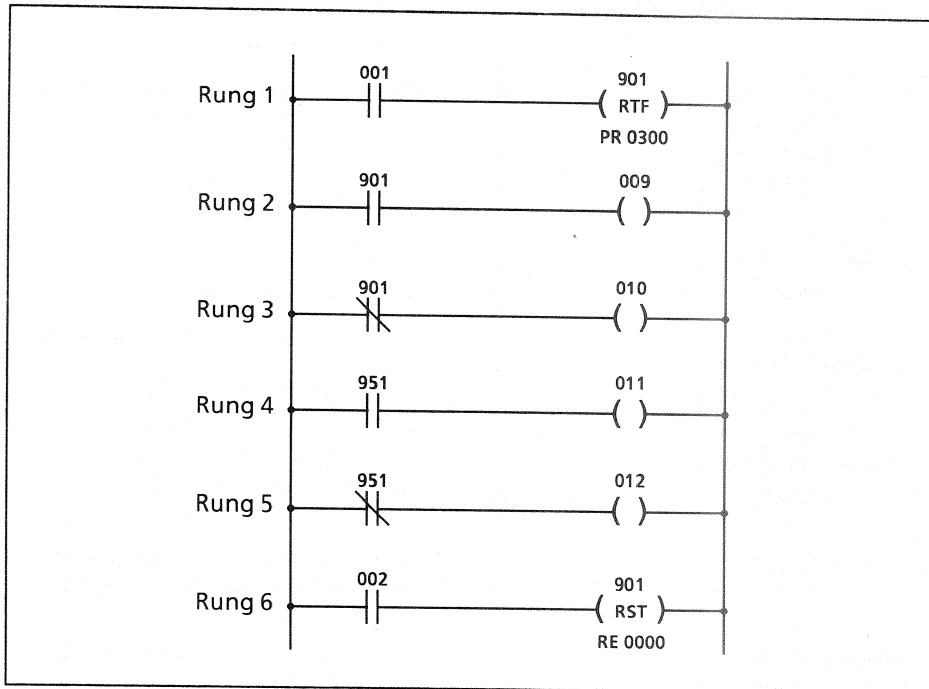 001
901
Rung 1
RTF
PR 0300
901
009
Rung 2
901
010
Rung 3
951
011
Rung 4
951
012
Rung 5
002
901
Rung 6
RST
RE 0000